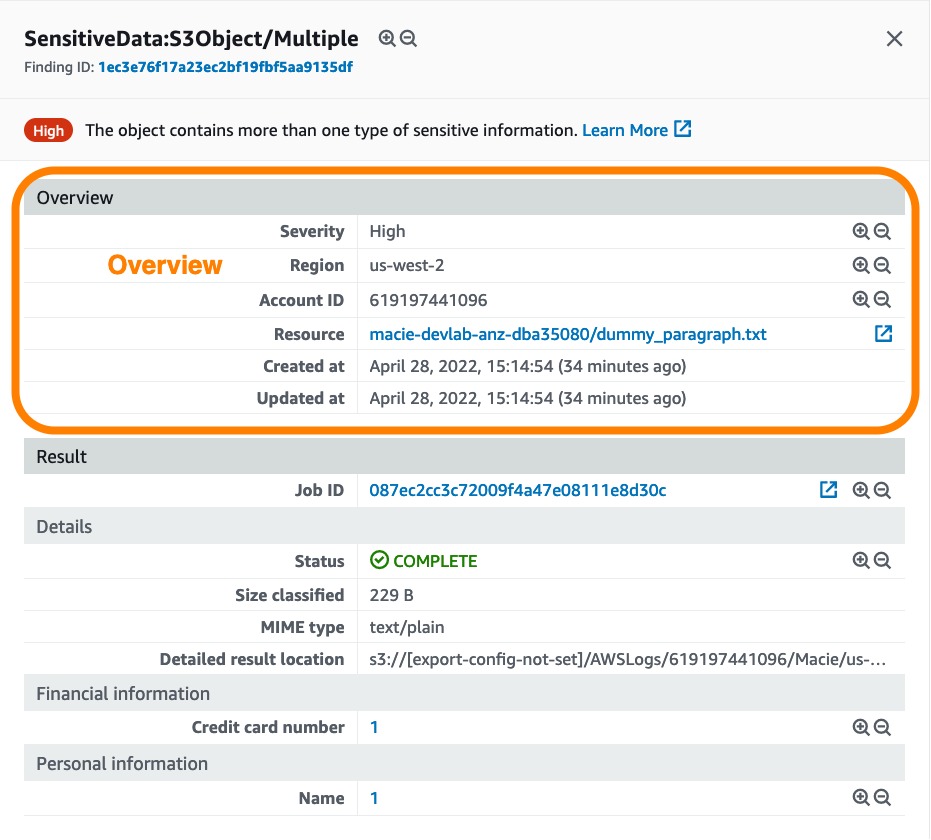 SensitiveData:S3Object/Multiple
Finding ID: 1ec3e76f17a23ec2bf19fbf5aa9135df
High The object contains more than one type of sensitive information. Learn More
Overview
Severity High
Overview
Region us-west-2
Account ID 619197441096
Resource macie-devlab-anz-dba35080/dummy_paragraph.txt
Created at April 28, 2022, 15:14:54 (34 minutes ago)
Updated at April 28, 2022, 15:14:54 (34 minutes ago)
Result
Job ID 087ec2cc3c72009f4a47e08111e8d30c
Details
Status COMPLETE
Size classified 229 B
MIME type text/plain
Detailed result location s3://[export-config-not-set]/AWSLogs/619197441096/Macie/us-...
Financial information
Credit card number 1
Personal information
Name 1